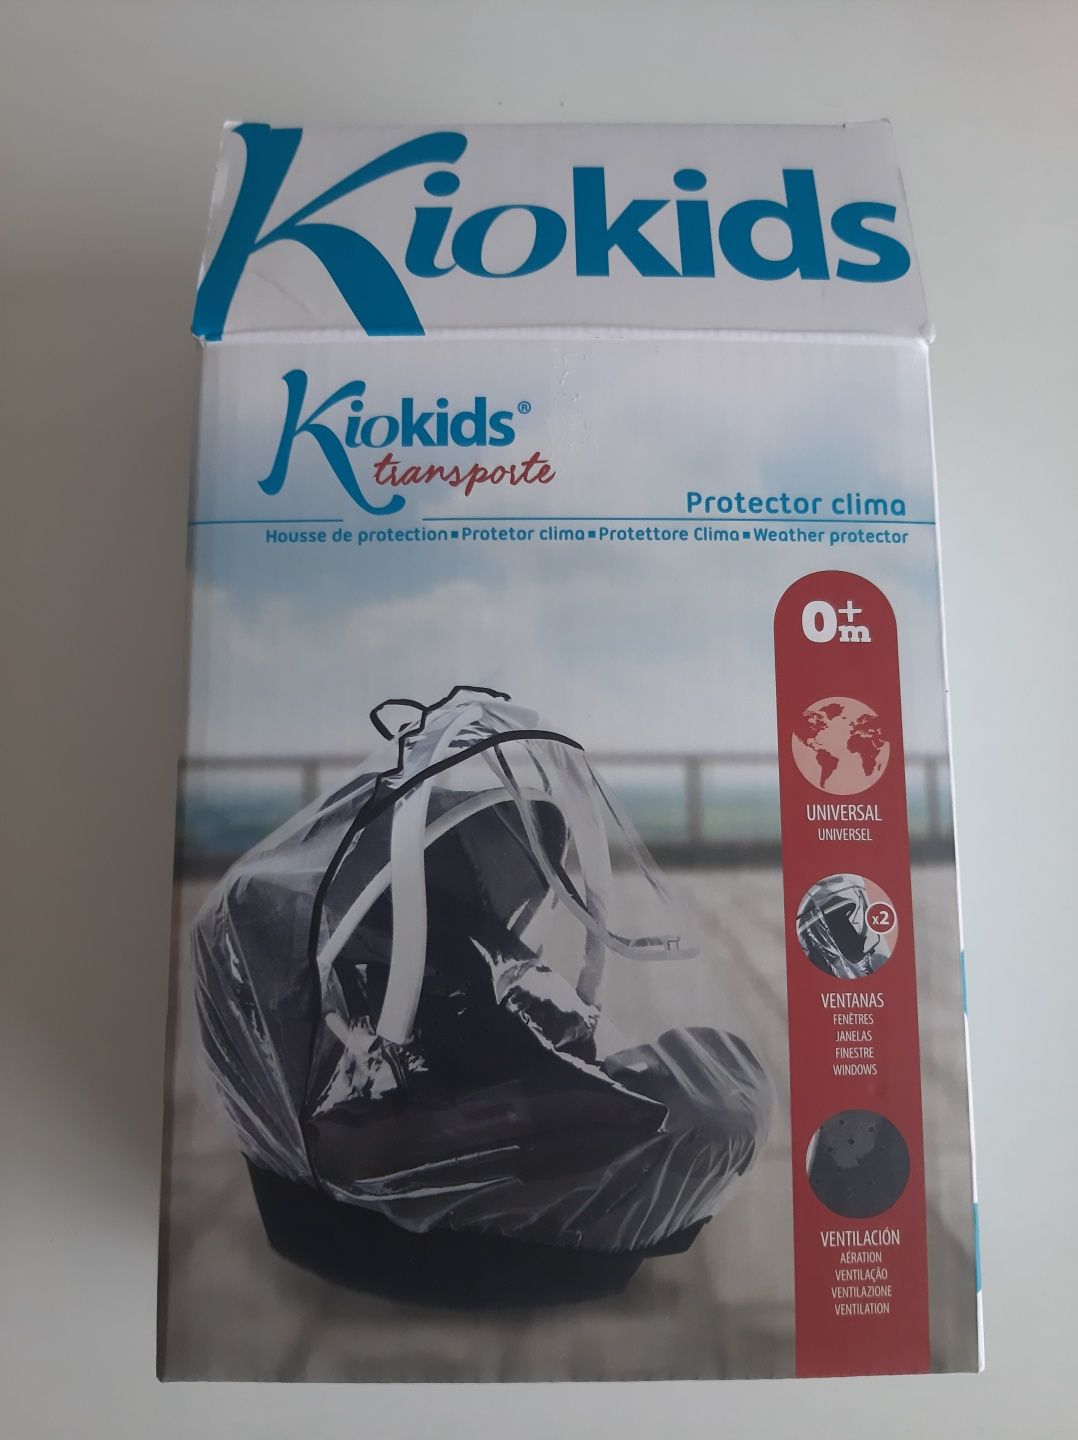 Kiokids
Kiokids®
transporte
Protector clima
Housse de protection▪Protetor clima▪Protettore Clima▪Weather protector
0+m
UNIVERSAL
UNIVERSEL
x2
VENTANAS
FENÊTRES
JANELAS
FINESTRE
WINDOWS
VENTILACIÓN
AÉRATION
VENTILAÇÃO
VENTILAZIONE
VENTILATION